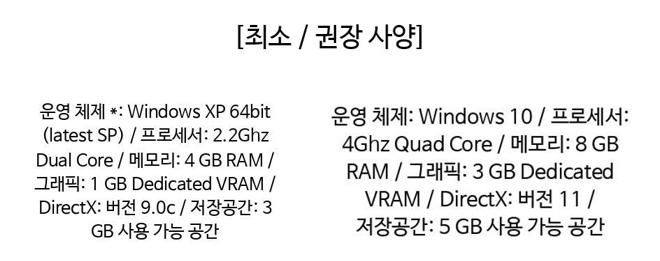 [최소 / 권장 사양]
운영 체제 *: Windows XP 64bit
(latest SP) / 프로세서: 2.2Ghz
Dual Core / 메모리: 4 GB RAM /
그래픽: 1 GB Dedicated VRAM /
DirectX: 버전 9.0c / 저장공간: 3
GB 사용 가능 공간
운영 체제: Windows 10 / 프로세서:
4Ghz Quad Core / 메모리: 8 GB
RAM / 그래픽: 3 GB Dedicated
VRAM / DirectX: 버전 11 /
저장공간: 5 GB 사용 가능 공간